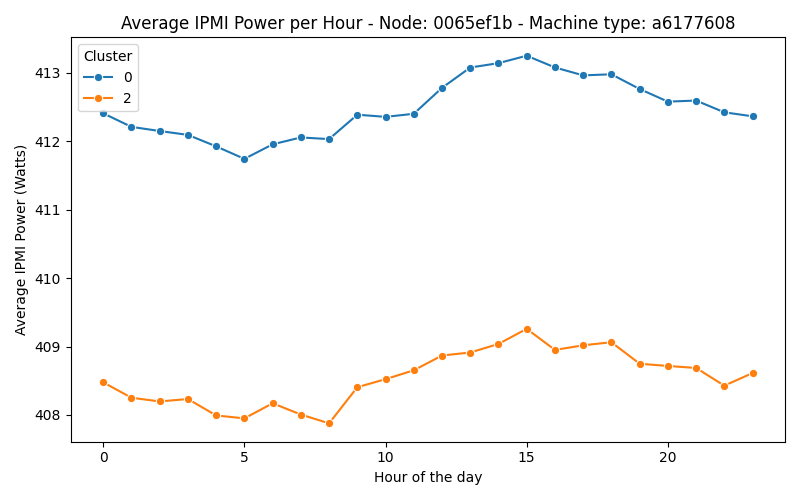 Average IPMI Power per Hour - Node: 0065ef1b - Machine type: a6177608
Cluster
0
2
413
412
411
410
409
408
Average IPMI Power (Watts)
0 5 10 15 20
Hour of the day